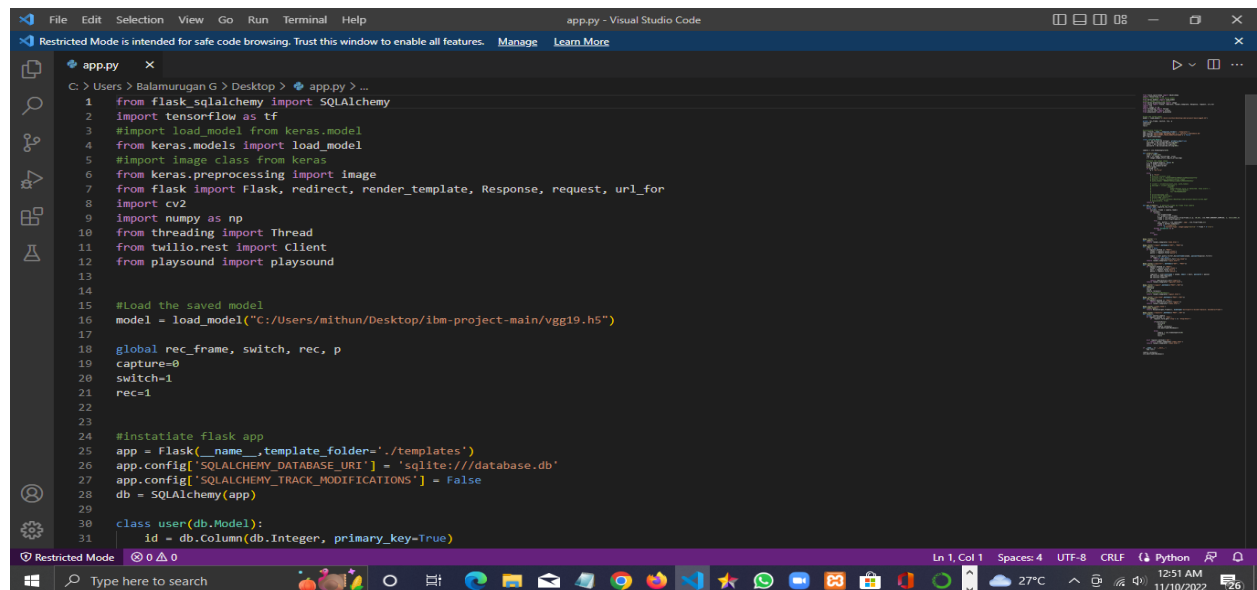 File Edit Selection View Go Run Terminal Help app.py - Visual Studio Code
Restricted Mode is intended for safe code browsing. Trust this window to enable all features. Manage Learn More
app.py
C: > Users > Balamurugan G > Desktop > app.py > ...
1 from flask_sqlalchemy import SQLAlchemy
2 import tensorflow as tf
3 #import load_model from keras.model
4 from keras.models import load_model
5 #import image class from keras
6 from keras.preprocessing import image
7 from flask import Flask, redirect, render_template, Response, request, url_for
8 import cv2
9 import numpy as np
10 from threading import Thread
11 from twilio.rest import Client
12 from playsound import playsound
13
14
15 #Load the saved model
16 model = load_model("C:/Users/mithun/Desktop/ibm-project-main/vgg19.h5")
17
18 global rec_frame, switch, rec, p
19 capture=0
20 switch=1
21 rec=1
22
23
24 #instatiate flask app
25 app = Flask(__name__,template_folder='./templates')
26 app.config['SQLALCHEMY_DATABASE_URI'] = 'sqlite:///database.db'
27 app.config['SQLALCHEMY_TRACK_MODIFICATIONS'] = False
28 db = SQLAlchemy(app)
29
30 class user(db.Model):
31 id = db.Column(db.Integer, primary_key=True)
Restricted Mode 0 0 Ln 1, Col 1 Spaces: 4 UTF-8 CRLF Python
Type here to search 27°C 12:51 AM
11/10/2022 26